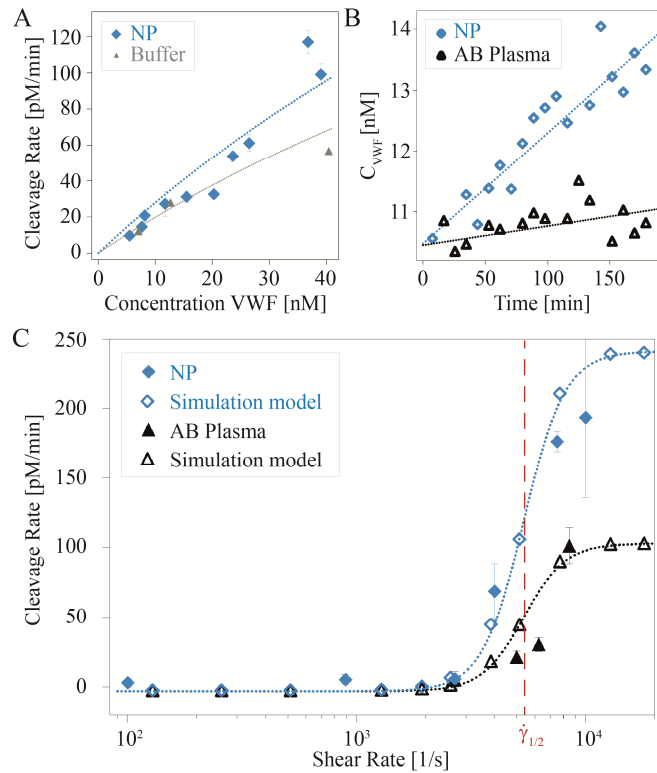 A
NP
Buffer
Cleavage Rate [pM/min]
120
100
80
60
40
20
0
0
10
20
30
40
Concentration VWF [nM]
B
NP
AB Plasma
C_VWF [nM]
14
13
12
11
0
50
100
150
Time [min]
C
NP
Simulation model
AB Plasma
Simulation model
Cleavage Rate [pM/min]
250
200
150
100
50
0
10²
10³
10⁴
γ̇₁/₂
Shear Rate [1/s]